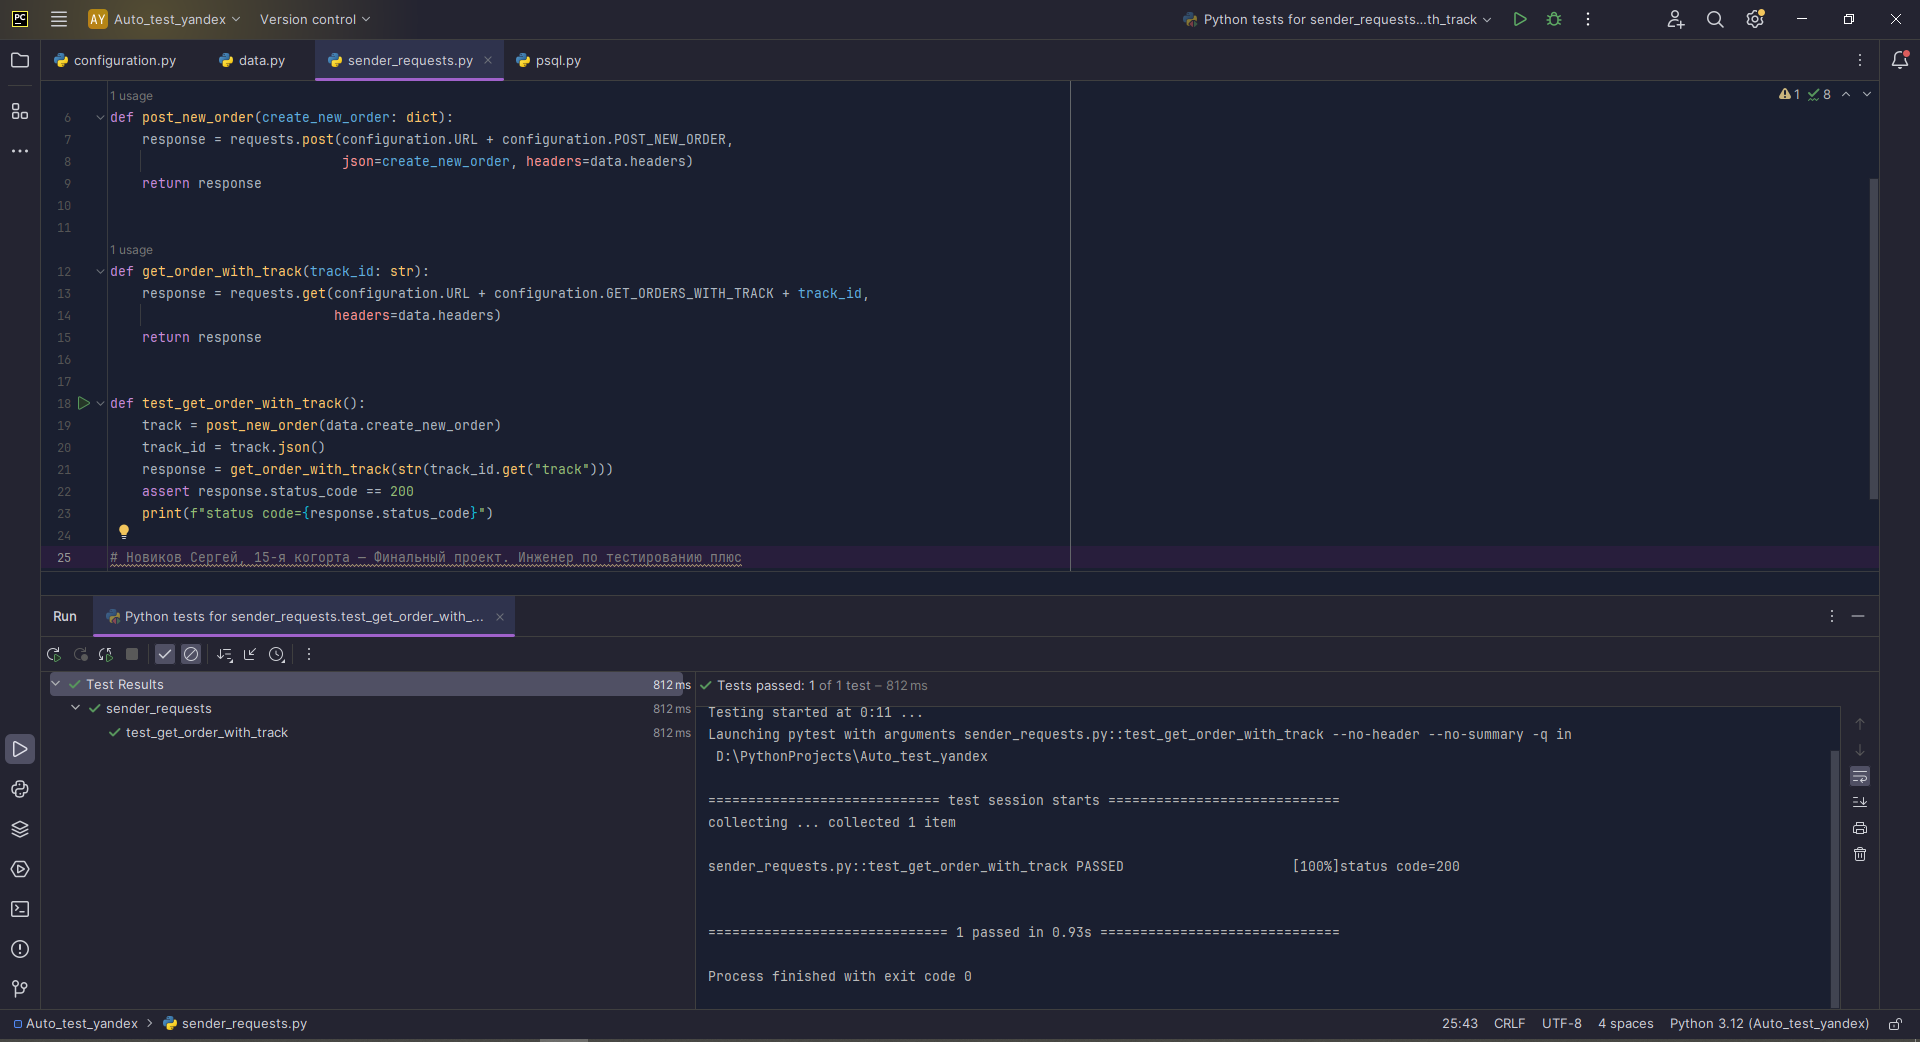 PC
AY Auto_test_yandex Version control Python tests for sender_requests...th_track
configuration.py data.py sender_requests.py psql.py
1 usage
1 8
6 def post_new_order(create_new_order: dict):
7 response = requests.post(configuration.URL + configuration.POST_NEW_ORDER,
8 json=create_new_order, headers=data.headers)
9 return response
10
11
1 usage
12 def get_order_with_track(track_id: str):
13 response = requests.get(configuration.URL + configuration.GET_ORDERS_WITH_TRACK + track_id,
14 headers=data.headers)
15 return response
16
17
18 def test_get_order_with_track():
19 track = post_new_order(data.create_new_order)
20 track_id = track.json()
21 response = get_order_with_track(str(track_id.get("track")))
22 assert response.status_code == 200
23 print(f"status code={response.status_code}")
24
25 # Новиков Сергей, 15-я когорта — Финальный проект. Инженер по тестированию плюс
Run Python tests for sender_requests.test_get_order_with_...
Test Results 812 ms
sender_requests 812 ms
test_get_order_with_track 812 ms
Tests passed: 1 of 1 test – 812 ms
Testing started at 0:11 ...
Launching pytest with arguments sender_requests.py::test_get_order_with_track --no-header --no-summary -q in
D:\PythonProjects\Auto_test_yandex
============================= test session starts =============================
collecting ... collected 1 item
sender_requests.py::test_get_order_with_track PASSED [100%]status code=200
============================== 1 passed in 0.93s ==============================
Process finished with exit code 0
Auto_test_yandex > sender_requests.py 25:43 CRLF UTF-8 4 spaces Python 3.12 (Auto_test_yandex)